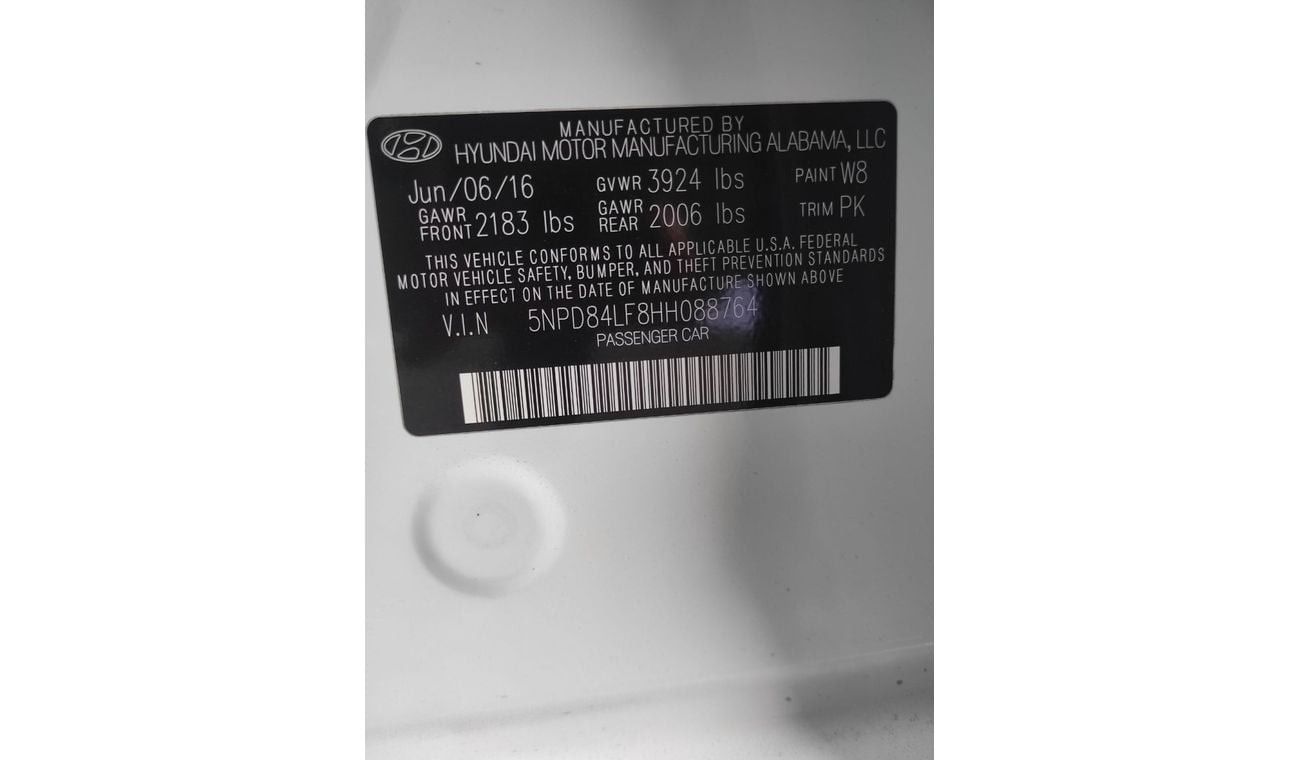 MANUFACTURED BY
HYUNDAI MOTOR MANUFACTURING ALABAMA, LLC
Jun/06/16 GVWR 3924 lbs PAINT W8
GAWR FRONT 2183 lbs GAWR REAR 2006 lbs TRIM PK
THIS VEHICLE CONFORMS TO ALL APPLICABLE U.S.A. FEDERAL
MOTOR VEHICLE SAFETY, BUMPER, AND THEFT PREVENTION STANDARDS
IN EFFECT ON THE DATE OF MANUFACTURE SHOWN ABOVE
V.I.N 5NPD84LF8HH088764
PASSENGER CAR